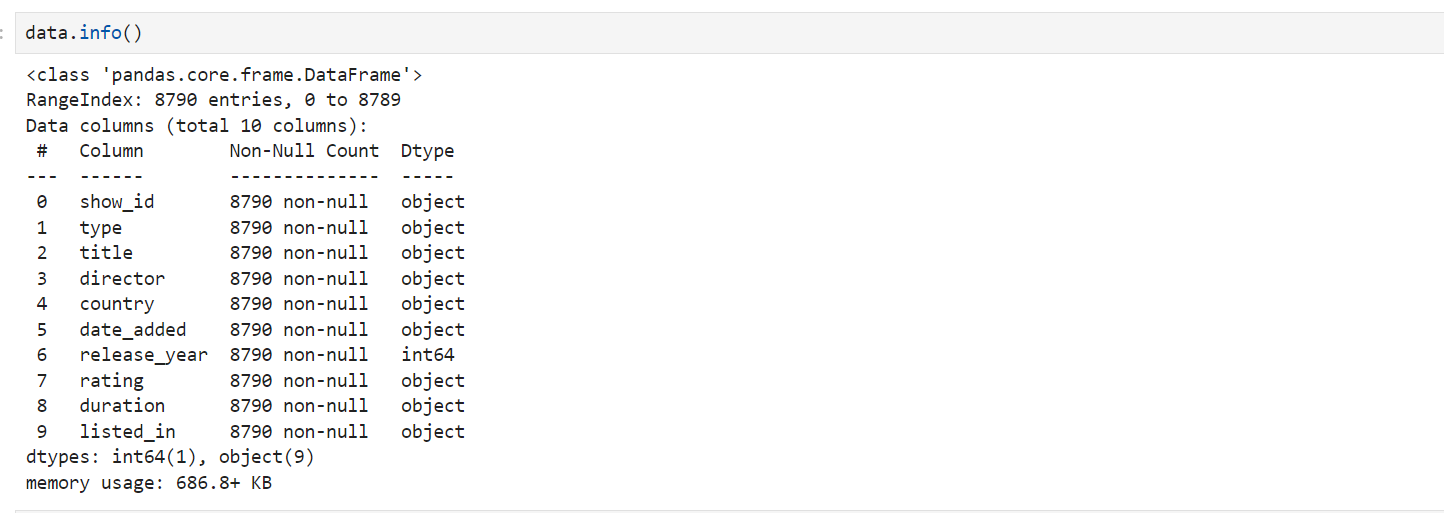 data.info()
<class 'pandas.core.frame.DataFrame'>
RangeIndex: 8790 entries, 0 to 8789
Data columns (total 10 columns):
 #   Column        Non-Null Count  Dtype
---  ------        --------------  -----
 0   show_id       8790 non-null   object
 1   type          8790 non-null   object
 2   title         8790 non-null   object
 3   director      8790 non-null   object
 4   country       8790 non-null   object
 5   date_added    8790 non-null   object
 6   release_year  8790 non-null   int64
 7   rating        8790 non-null   object
 8   duration      8790 non-null   object
 9   listed_in     8790 non-null   object
dtypes: int64(1), object(9)
memory usage: 686.8+ KB